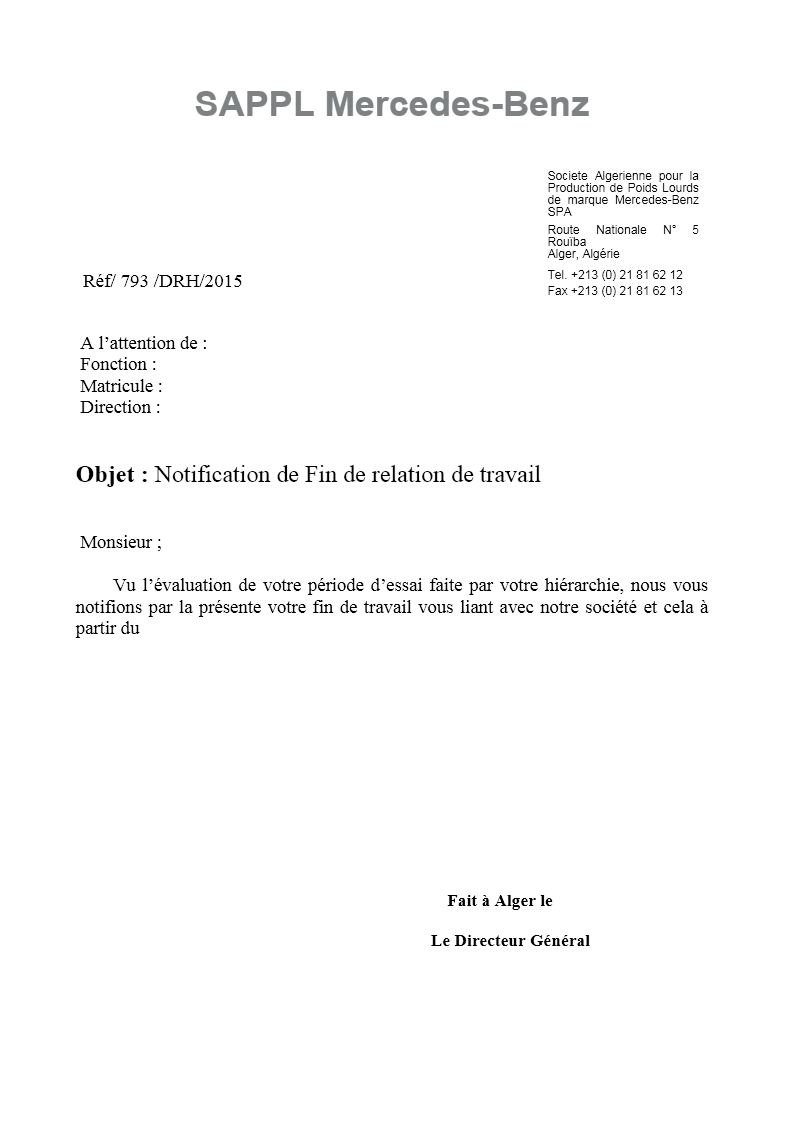 SAPPL Mercedes-Benz
Societe Algerienne pour la
Production de Poids Lourds
de marque Mercedes-Benz
SPA
Route Nationale N° 5
Rouïba
Alger, Algérie
Tel. +213 (0) 21 81 62 12
Fax +213 (0) 21 81 62 13
Réf/ 793 /DRH/2015
A l’attention de :
Fonction :
Matricule :
Direction :
Objet : Notification de Fin de relation de travail
Monsieur ;
Vu l’évaluation de votre période d’essai faite par votre hiérarchie, nous vous
notifions par la présente votre fin de travail vous liant avec notre société et cela à
partir du
Fait à Alger le
Le Directeur Général